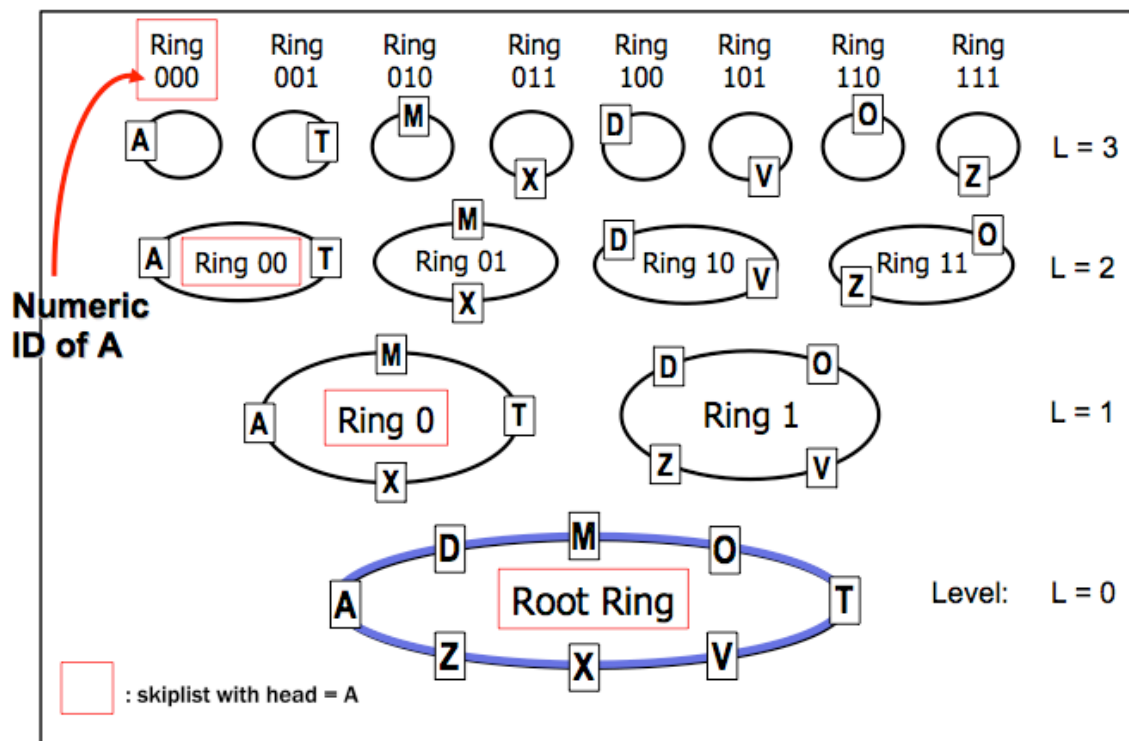 Ring Ring Ring Ring Ring Ring Ring Ring
000 001 010 011 100 101 110 111
A T M X D V O Z L = 3
A Ring 00 T M Ring 01 X D Ring 10 V O Ring 11 Z L = 2
Numeric
ID of A
M D O
A Ring 0 T Ring 1 L = 1
X Z V
D M O
A Root Ring T Level: L = 0
Z X V
: skiplist with head = A